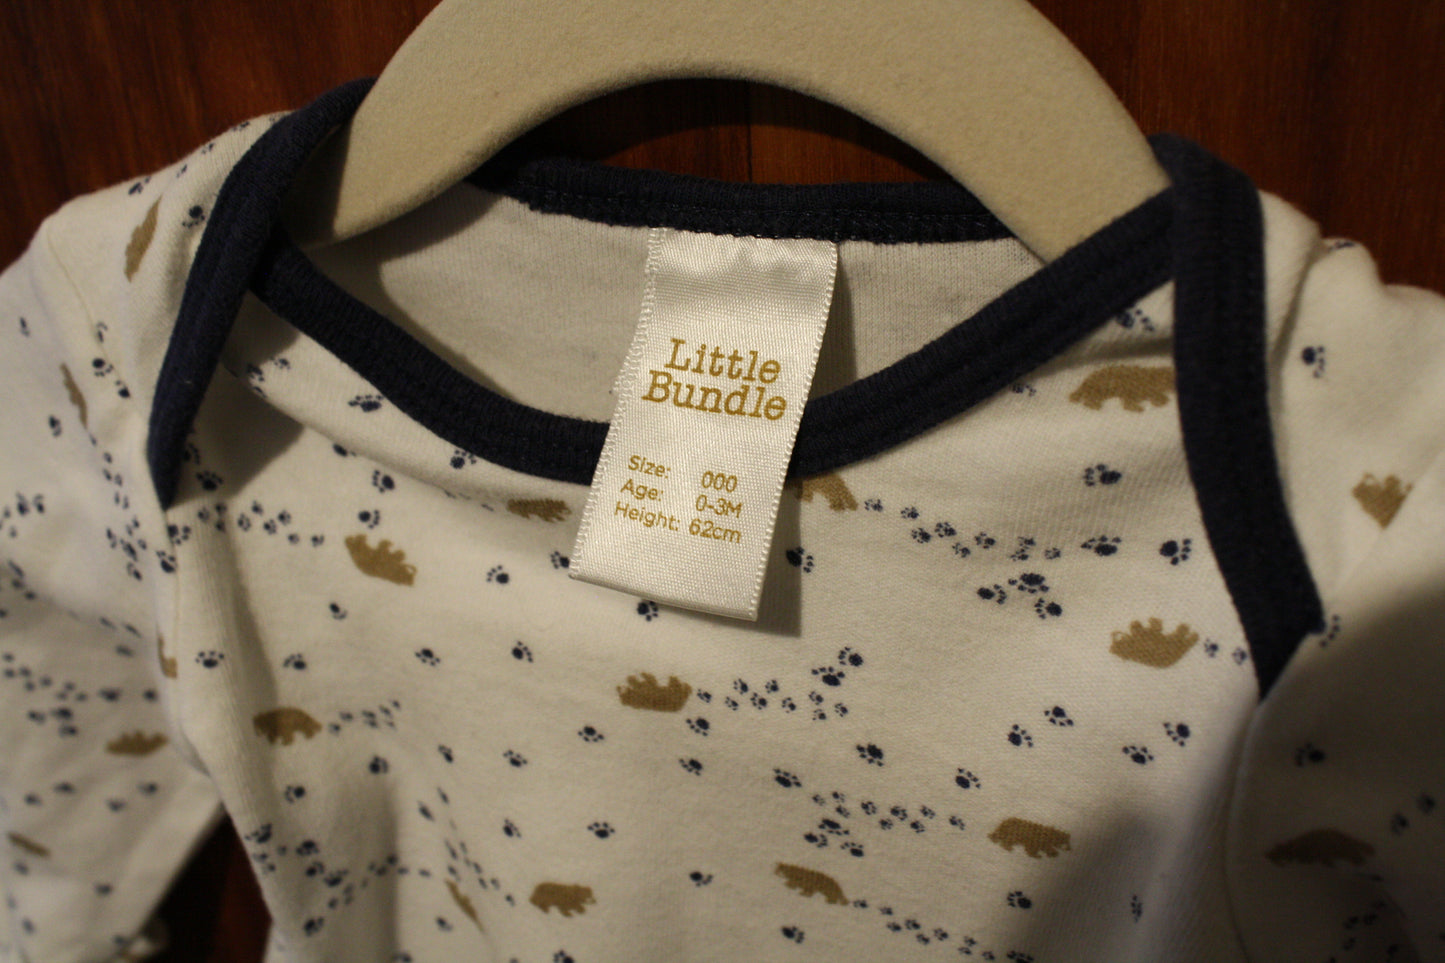 Little
Bundle
Size: 000
Age: 0-3M
Height: 62cm